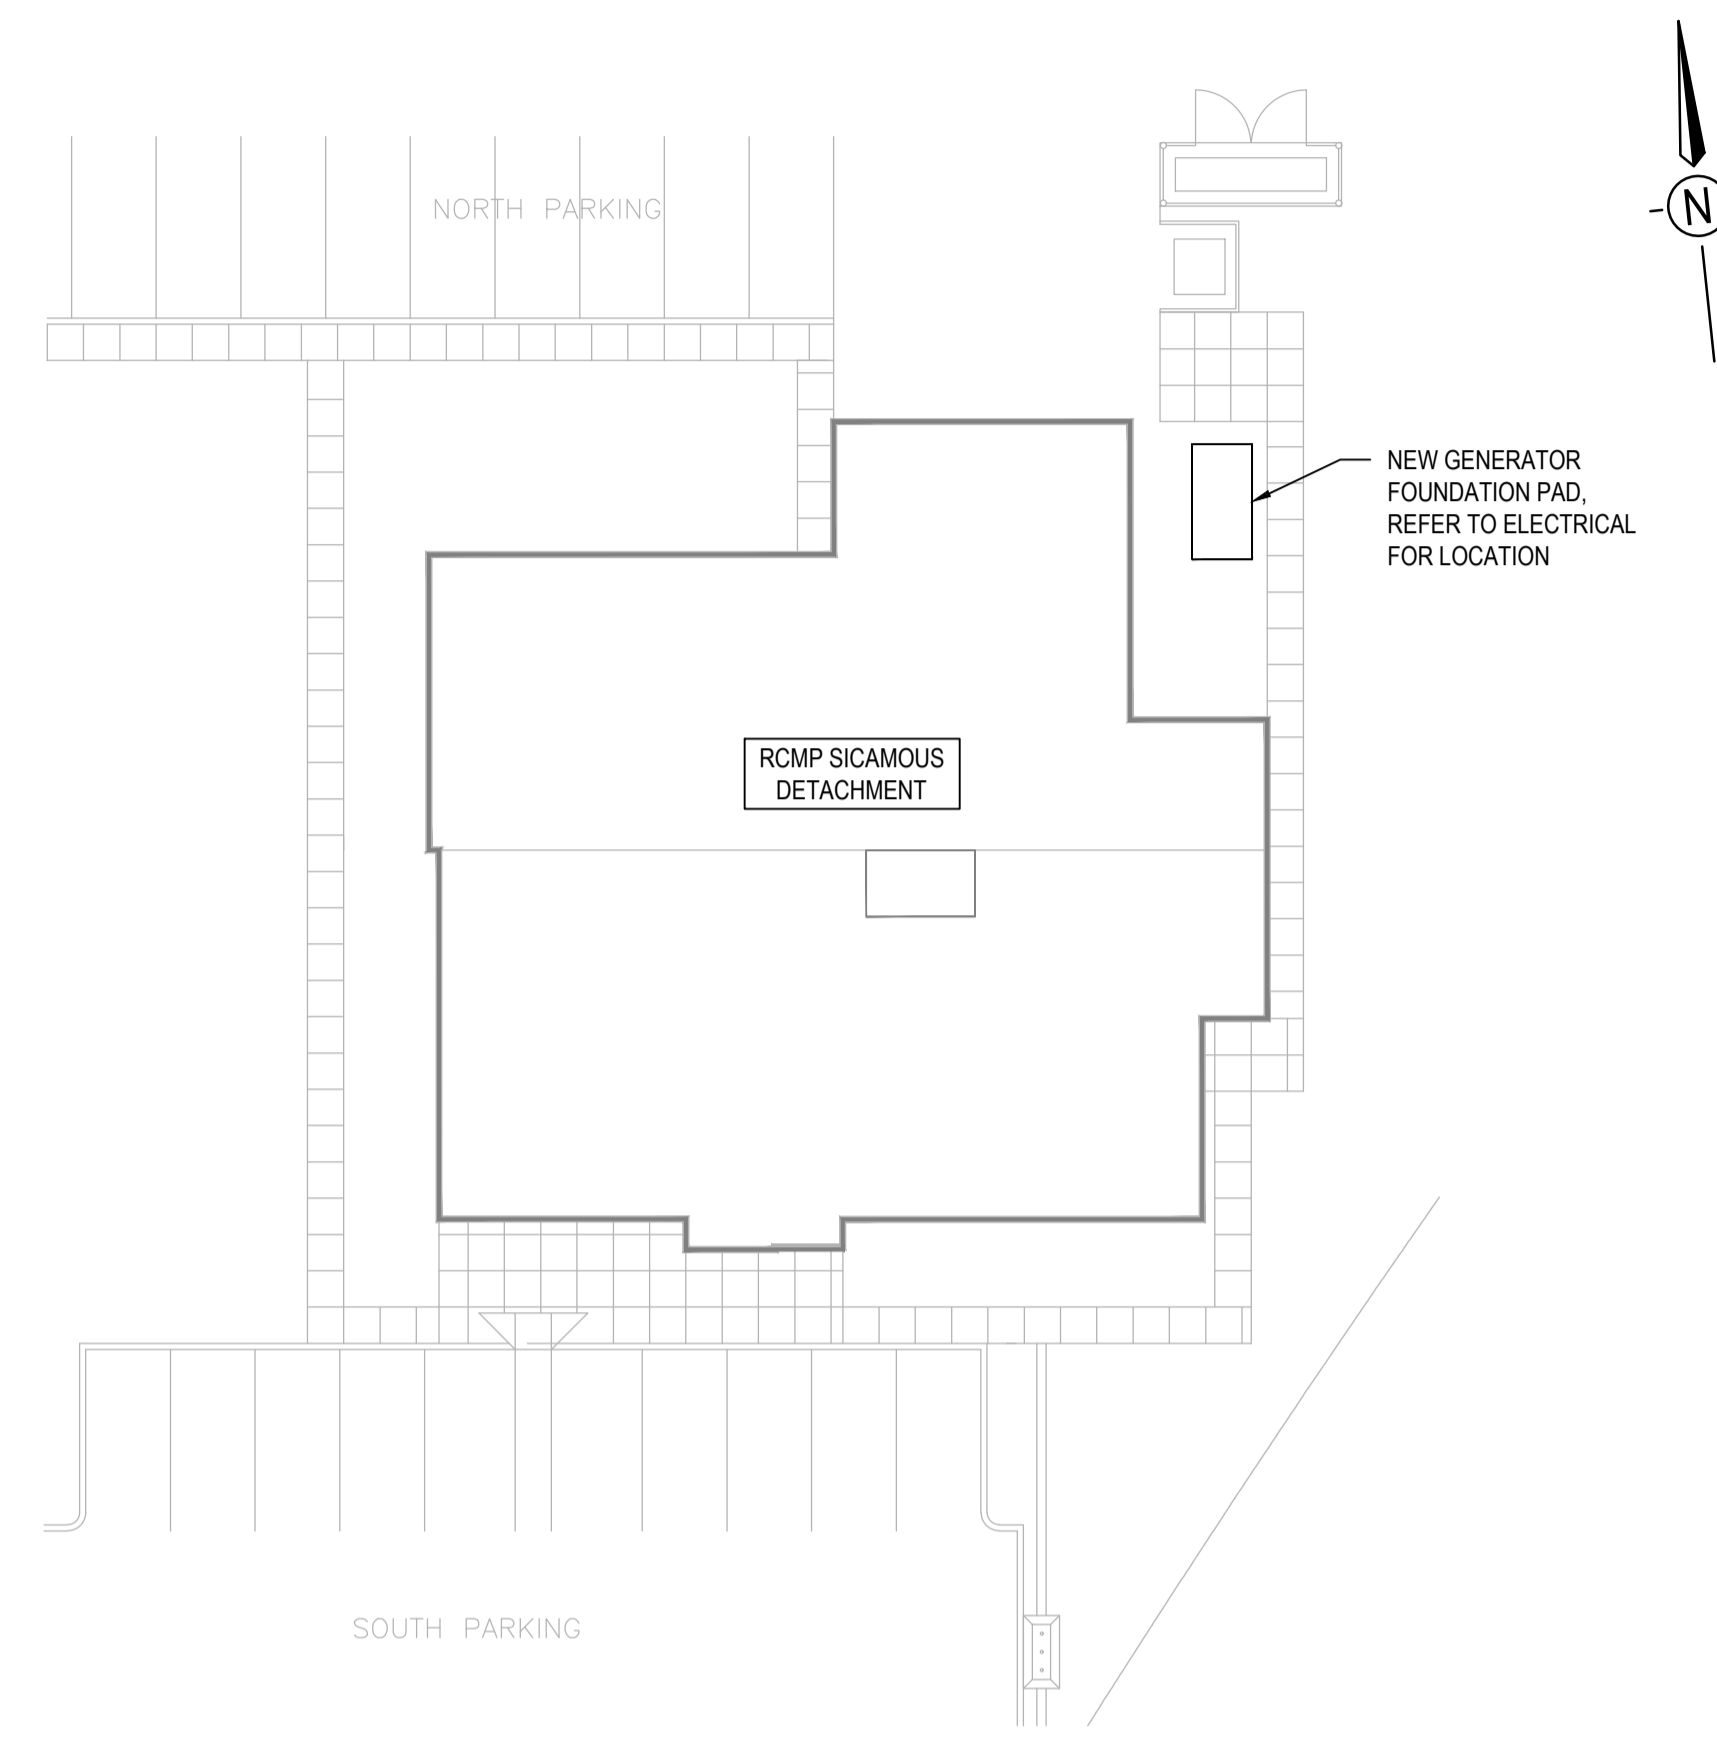 NORTH PARKING
N
NEW GENERATOR
FOUNDATION PAD,
REFER TO ELECTRICAL
FOR LOCATION
RCMP SICAMOUS
DETACHMENT
SOUTH PARKING